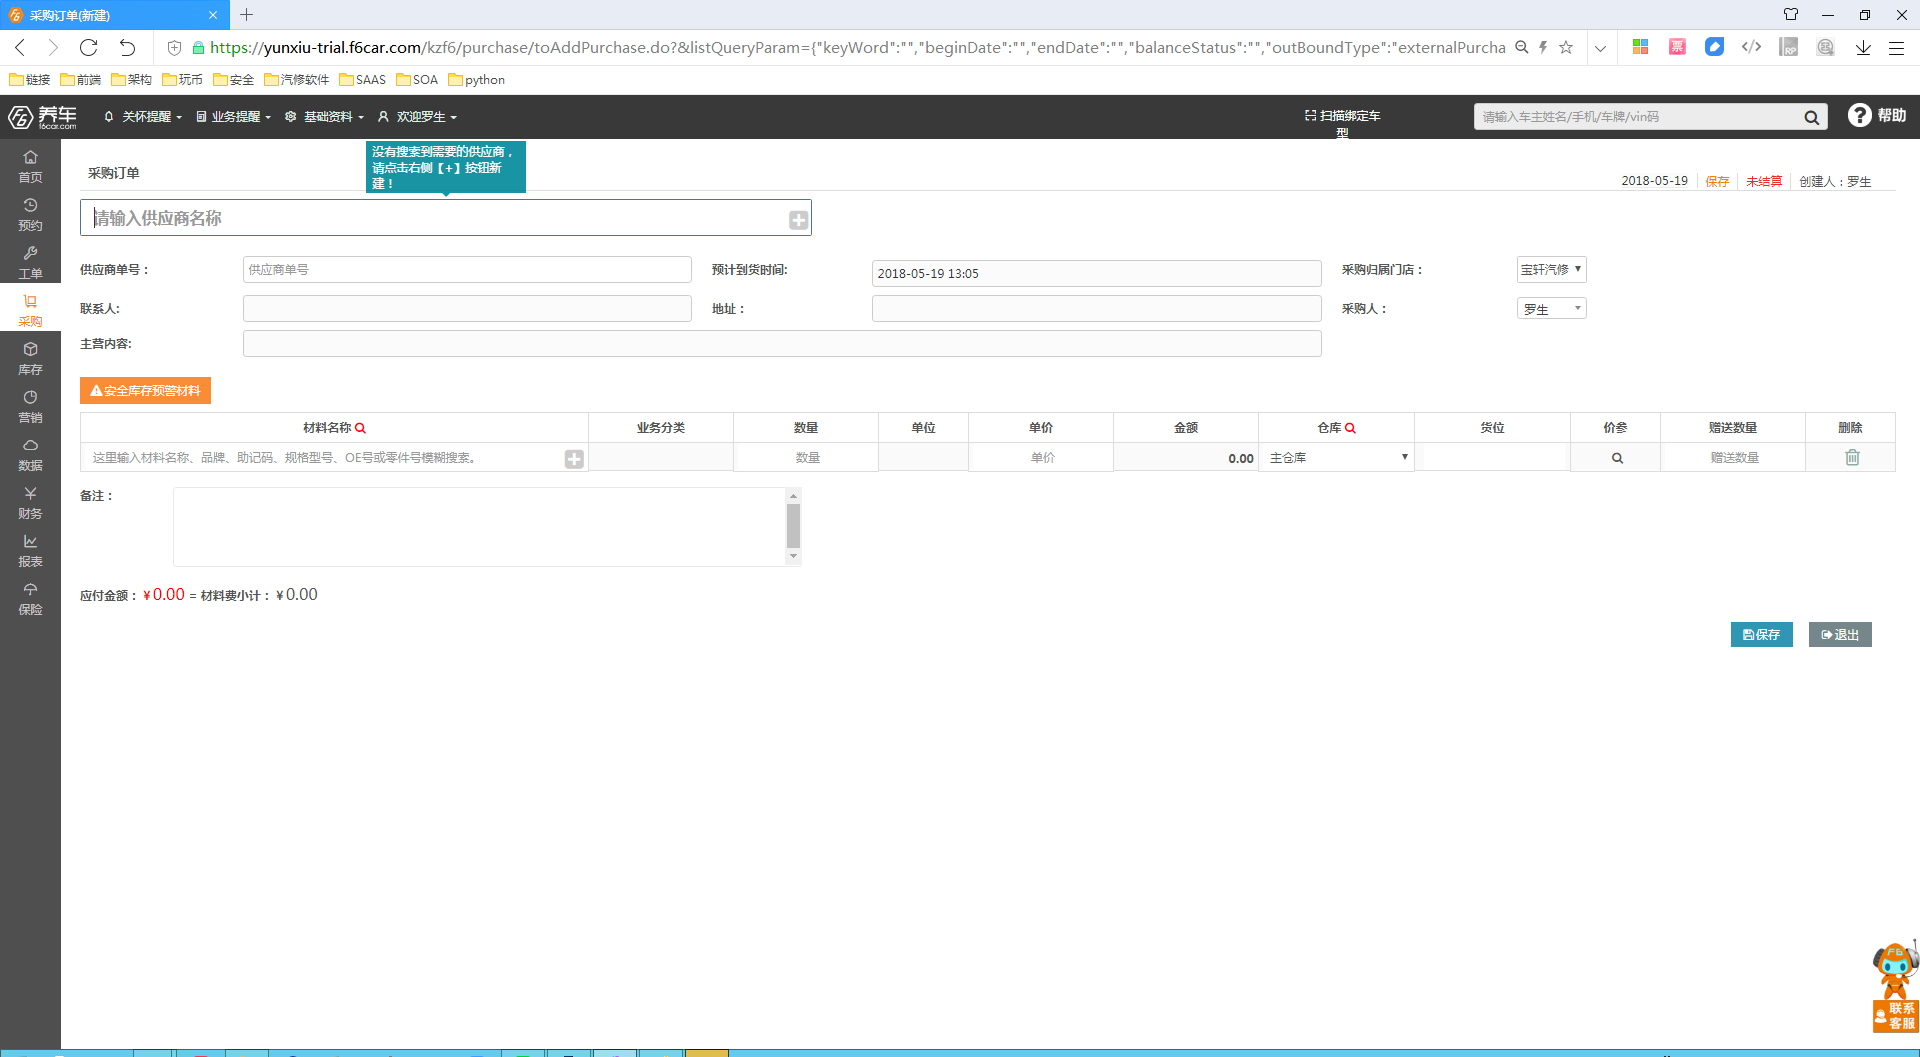 采购订单(新建)
https://yunxiu-trial.f6car.com/kzf6/purchase/toAddPurchase.do?&listQueryParam={"keyWord":"","beginDate":"","endDate":"","balanceStatus":"","outBoundType":"externalPurcha
票
RP
链接 前端 架构 玩币 安全 汽修软件 SAAS SOA python
F6 养车 f6car.com
关怀提醒 业务提醒 基础资料 欢迎罗生
扫描绑定车
型
请输入车主姓名/手机/车牌/vin码
帮助
首页
预约
工单
采购
库存
营销
数据
财务
报表
保险
没有搜索到需要的供应商，
请点击右侧【+】按钮新
建！
采购订单
2018-05-19 保存 未结算 创建人：罗生
请输入供应商名称
供应商单号： 供应商单号 预计到货时间: 2018-05-19 13:05 采购归属门店： 宝轩汽修
联系人: 地址： 采购人： 罗生
主营内容:
安全库存预警材料
材料名称 业务分类 数量 单位 单价 金额 仓库 货位 价参 赠送数量 删除
这里输入材料名称、品牌、助记码、规格型号、OE号或零件号模糊搜索。 数量 单价 0.00 主仓库 赠送数量
备注：
应付金额：¥0.00 = 材料费小计：¥0.00
保存 退出
F6
联系
客服